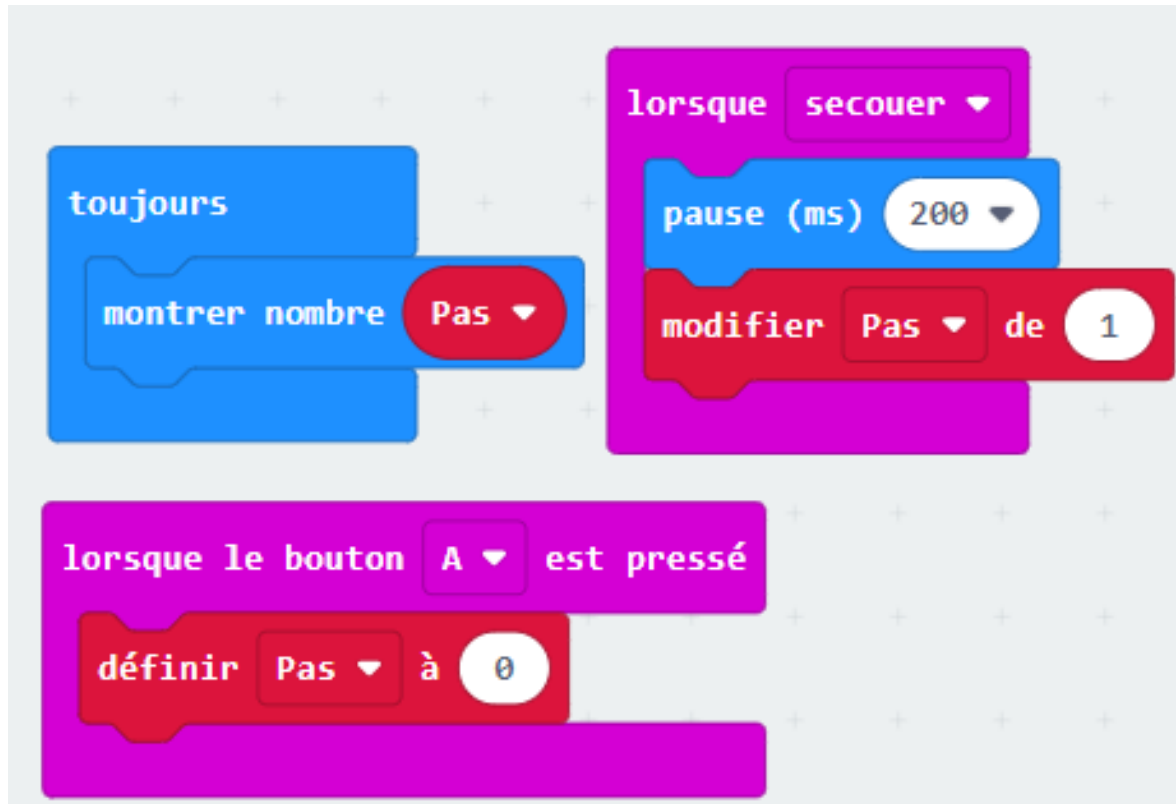 toujours
montrer nombre Pas
lorsque secouer
pause (ms) 200
modifier Pas de 1
lorsque le bouton A est pressé
définir Pas à 0